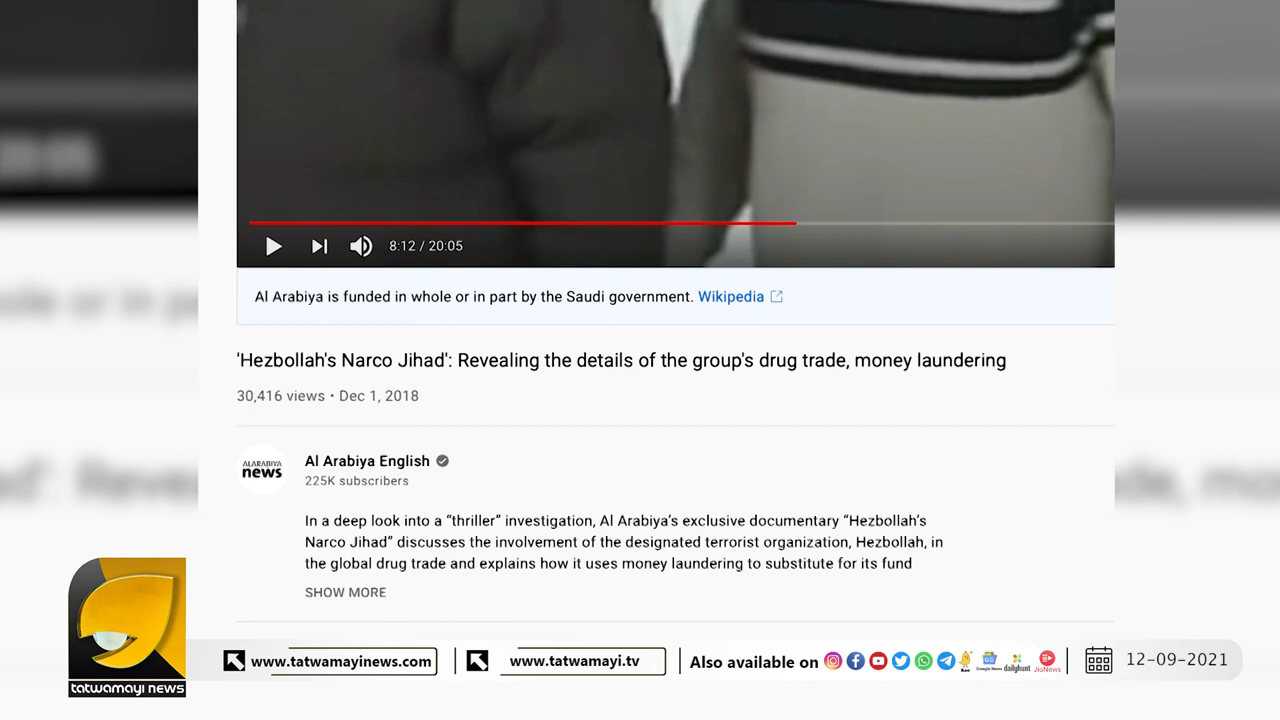 8:12 / 20:05
Al Arabiya is funded in whole or in part by the Saudi government. Wikipedia
'Hezbollah's Narco Jihad': Revealing the details of the group's drug trade, money laundering
30,416 views • Dec 1, 2018
ALARABIYA
news
Al Arabiya English
225K subscribers
In a deep look into a “thriller” investigation, Al Arabiya’s exclusive documentary “Hezbollah’s
Narco Jihad” discusses the involvement of the designated terrorist organization, Hezbollah, in
the global drug trade and explains how it uses money laundering to substitute for its fund
SHOW MORE
tatwamayi news
www.tatwamayinews.com
www.tatwamayi.tv
Also available on
Google News
dailyhunt
JioNews
12-09-2021